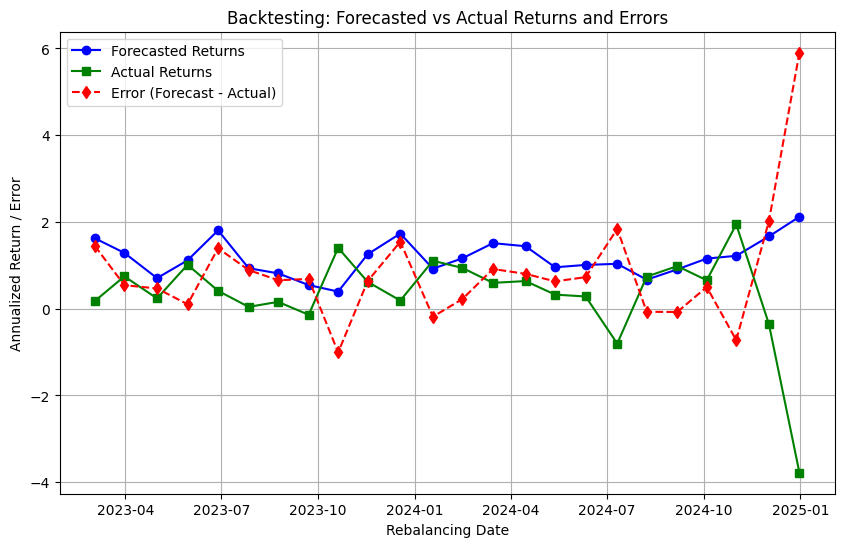 Backtesting: Forecasted vs Actual Returns and Errors
Forecasted Returns
Actual Returns
Error (Forecast - Actual)
Annualized Return / Error
6
4
2
0
−2
−4
2023-04
2023-07
2023-10
2024-01
2024-04
2024-07
2024-10
2025-01
Rebalancing Date